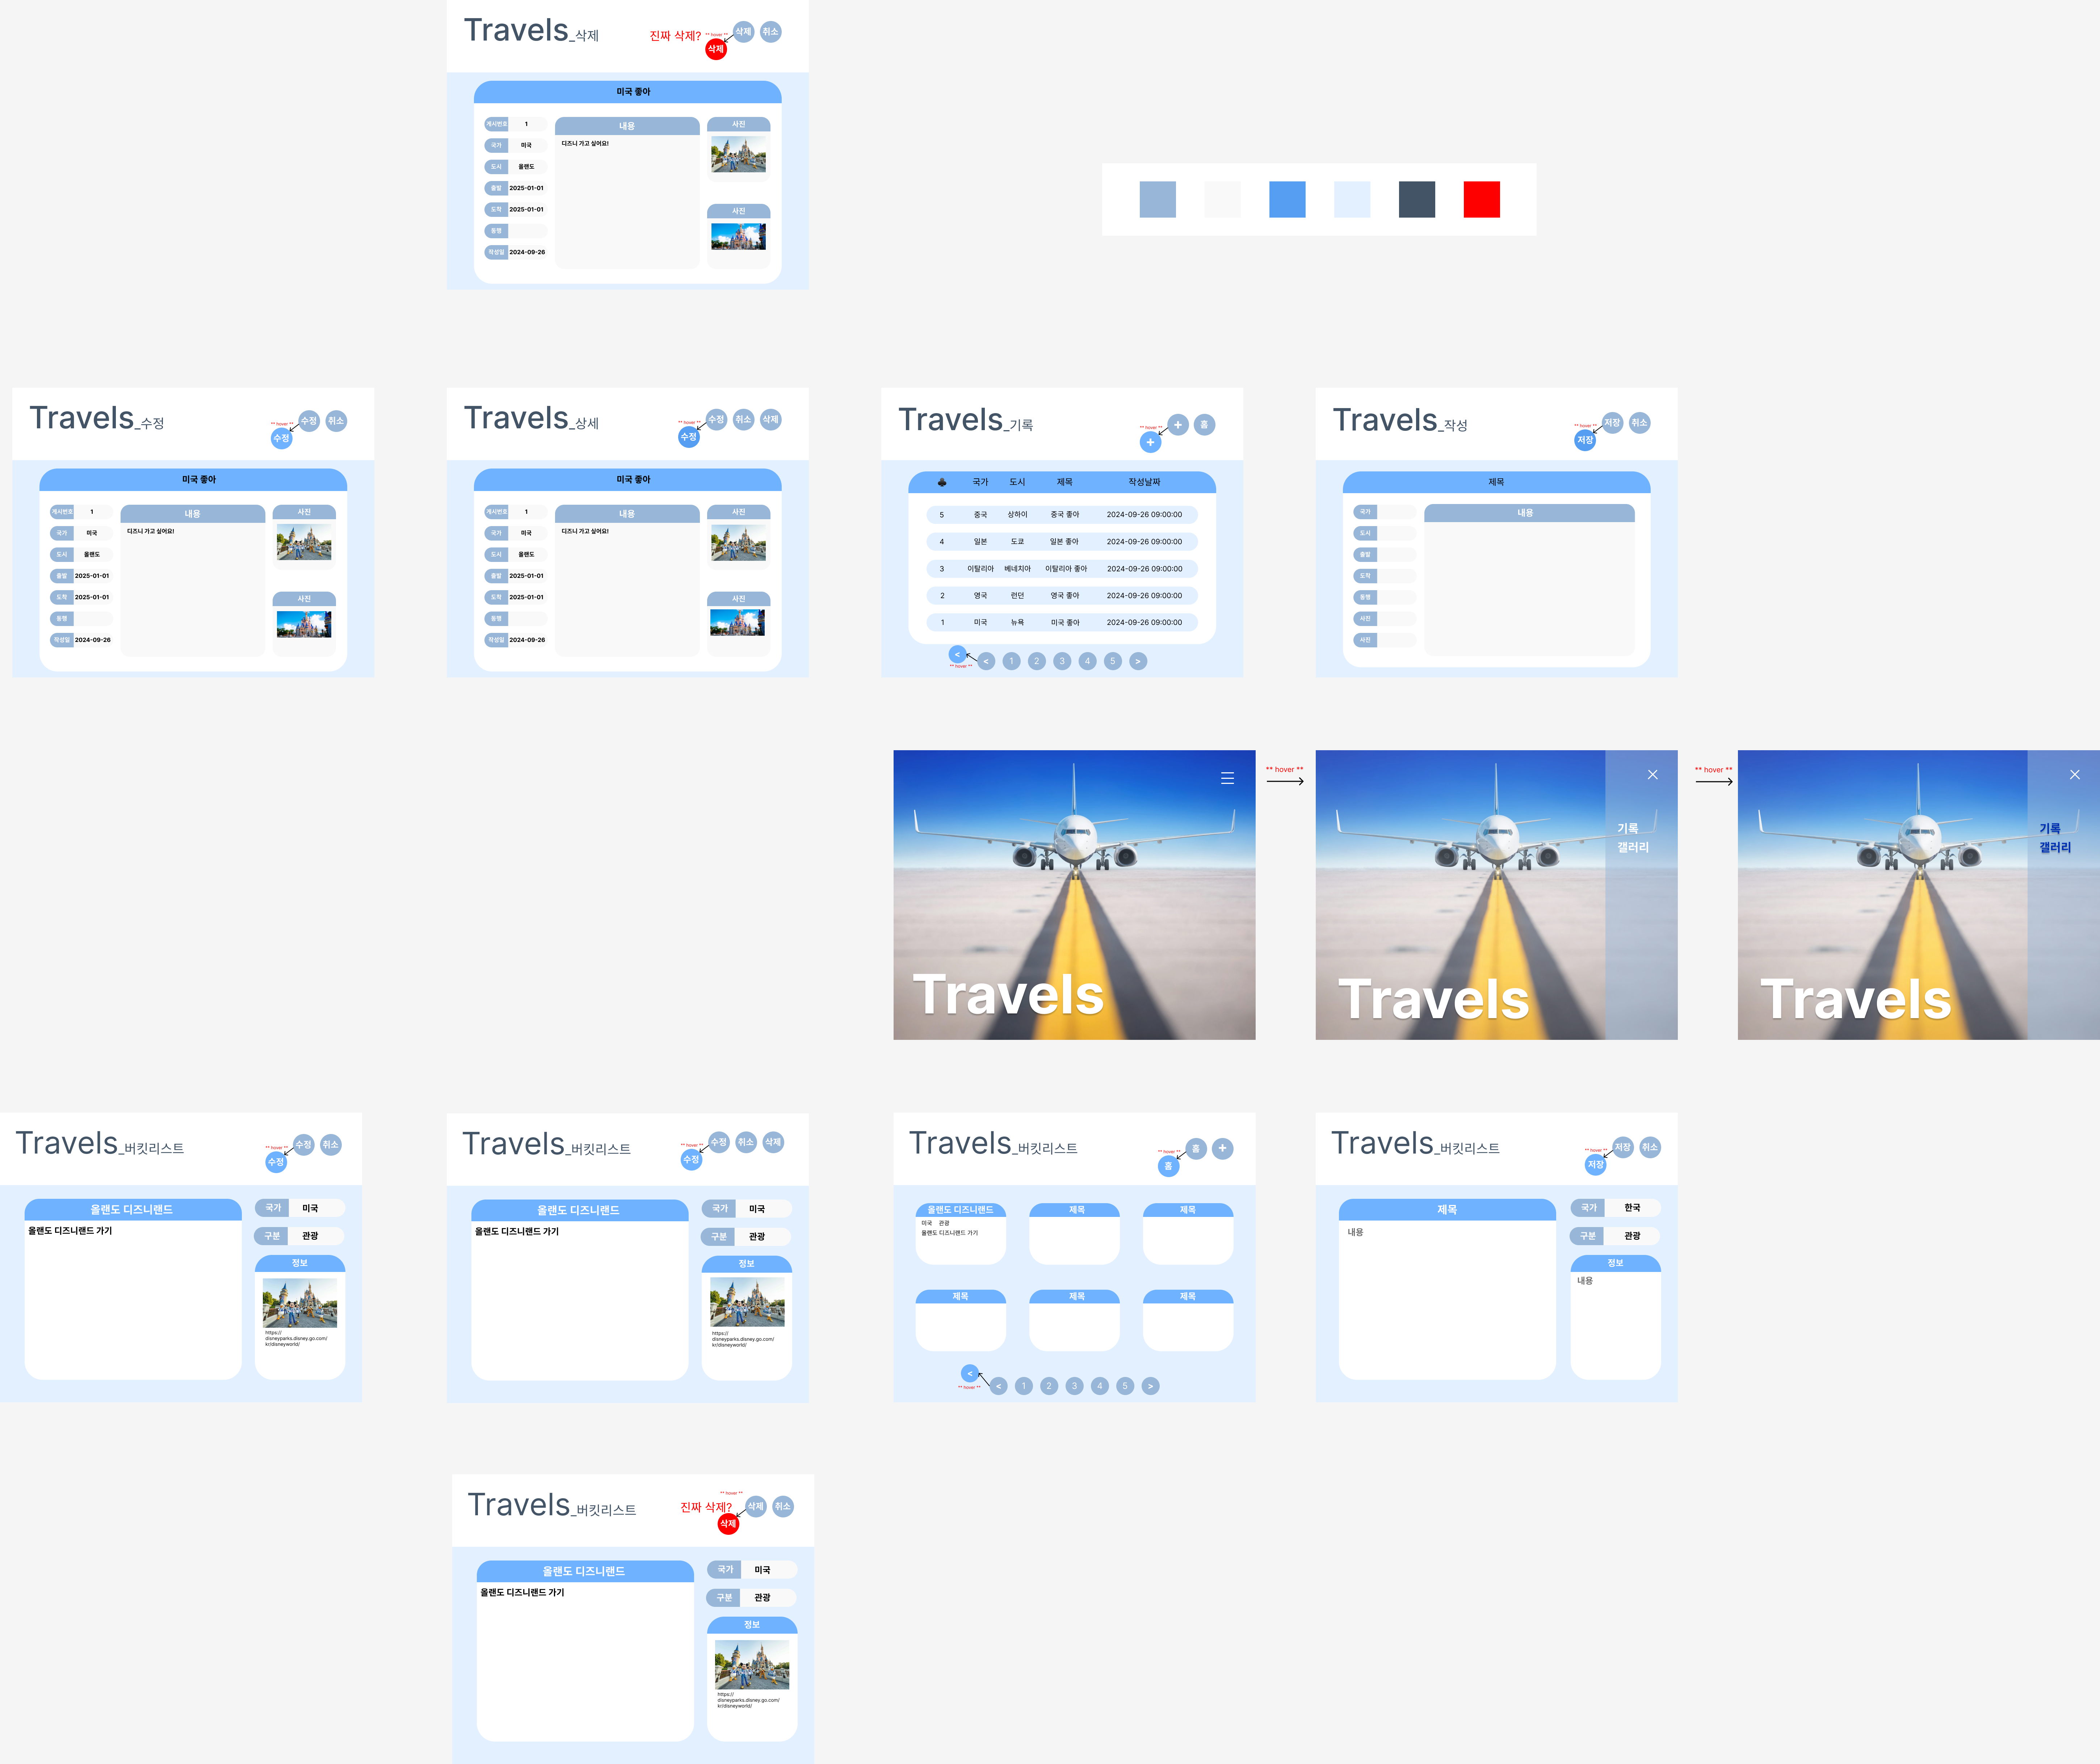 Travels_삭제
진짜 삭제?
** hover **
삭제
삭제
취소
미국 좋아
게시번호 1
국가 미국
도시 올랜도
출발 2025-01-01
도착 2025-01-01
동행
작성일 2024-09-26
내용
디즈니 가고 싶어요!
사진
사진
Travels_수정
** hover **
수정
수정
취소
미국 좋아
게시번호 1
국가 미국
도시 올랜도
출발 2025-01-01
도착 2025-01-01
동행
작성일 2024-09-26
내용
디즈니 가고 싶어요!
사진
사진
Travels_상세
** hover **
수정
수정
취소
삭제
미국 좋아
게시번호 1
국가 미국
도시 올랜도
출발 2025-01-01
도착 2025-01-01
동행
작성일 2024-09-26
내용
디즈니 가고 싶어요!
사진
사진
Travels_기록
** hover **
+
+
홈
♣ 국가 도시 제목 작성날짜
5 중국 상하이 중국 좋아 2024-09-26 09:00:00
4 일본 도쿄 일본 좋아 2024-09-26 09:00:00
3 이탈리아 베네치아 이탈리아 좋아 2024-09-26 09:00:00
2 영국 런던 영국 좋아 2024-09-26 09:00:00
1 미국 뉴욕 미국 좋아 2024-09-26 09:00:00
<
** hover **
< 1 2 3 4 5 >
Travels_작성
** hover **
저장
저장
취소
제목
국가
도시
출발
도착
동행
사진
사진
내용
Travels
** hover **
기록
갤러리
Travels
** hover **
기록
갤러리
Travels
Travels_버킷리스트
** hover **
수정
수정
취소
올랜도 디즈니랜드
올랜도 디즈니랜드 가기
국가 미국
구분 관광
정보
https://
disneyparks.disney.go.com/
kr/disneyworld/
Travels_버킷리스트
** hover **
수정
수정
취소
삭제
올랜도 디즈니랜드
올랜도 디즈니랜드 가기
국가 미국
구분 관광
정보
https://
disneyparks.disney.go.com/
kr/disneyworld/
Travels_버킷리스트
** hover **
홈
홈
+
올랜도 디즈니랜드
미국 관광
올랜도 디즈니랜드 가기
제목
제목
제목
제목
제목
<
** hover **
< 1 2 3 4 5 >
Travels_버킷리스트
** hover **
저장
저장
취소
제목
내용
국가 한국
구분 관광
정보
내용
Travels_버킷리스트
** hover **
진짜 삭제?
삭제
삭제
취소
올랜도 디즈니랜드
올랜도 디즈니랜드 가기
국가 미국
구분 관광
정보
https://
disneyparks.disney.go.com/
kr/disneyworld/